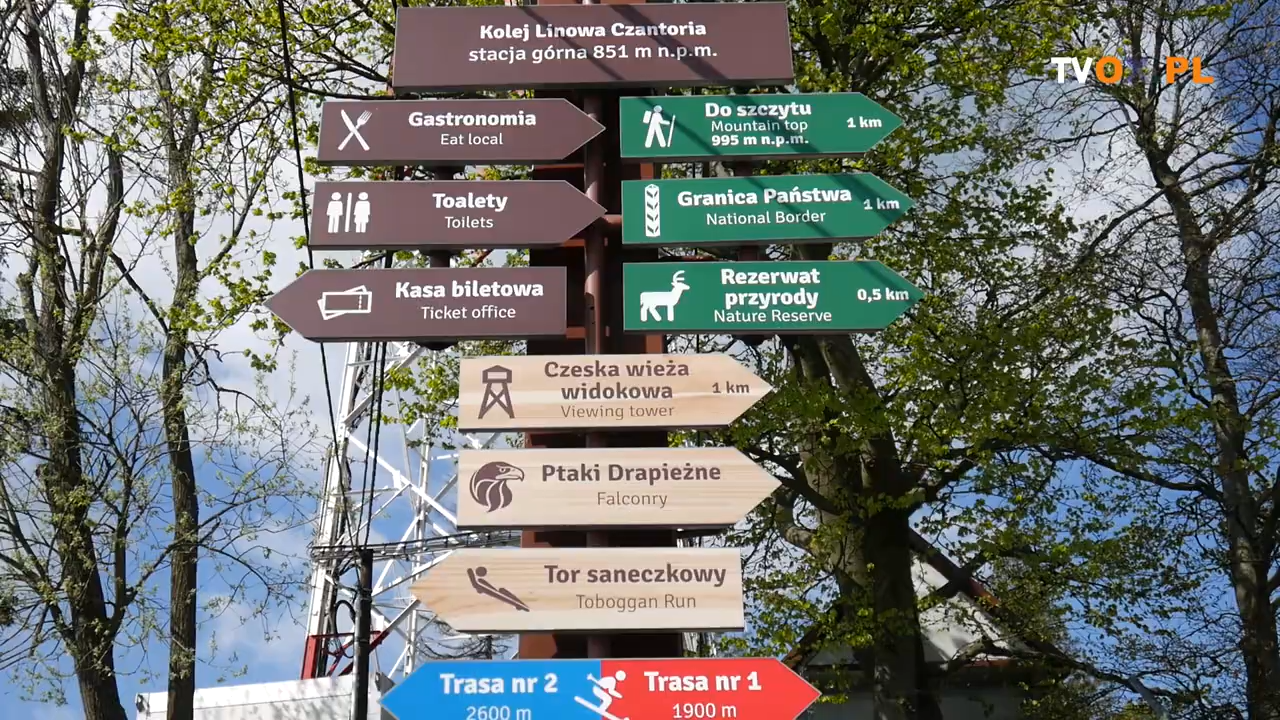 Kolej Linowa Czantoria
stacja górna 851 m n.p.m.
Gastronomia
Eat local
Do szczytu
Mountain top
995 m n.p.m.
1 km
Toalety
Toilets
Granica Państwa
National Border
1 km
Kasa biletowa
Ticket office
Rezerwat
przyrody
Nature Reserve
0,5 km
Czeska wieża
widokowa
Viewing tower
1 km
Ptaki Drapieżne
Falconry
Tor saneczkowy
Toboggan Run
Trasa nr 2
2600 m
Trasa nr 1
1900 m